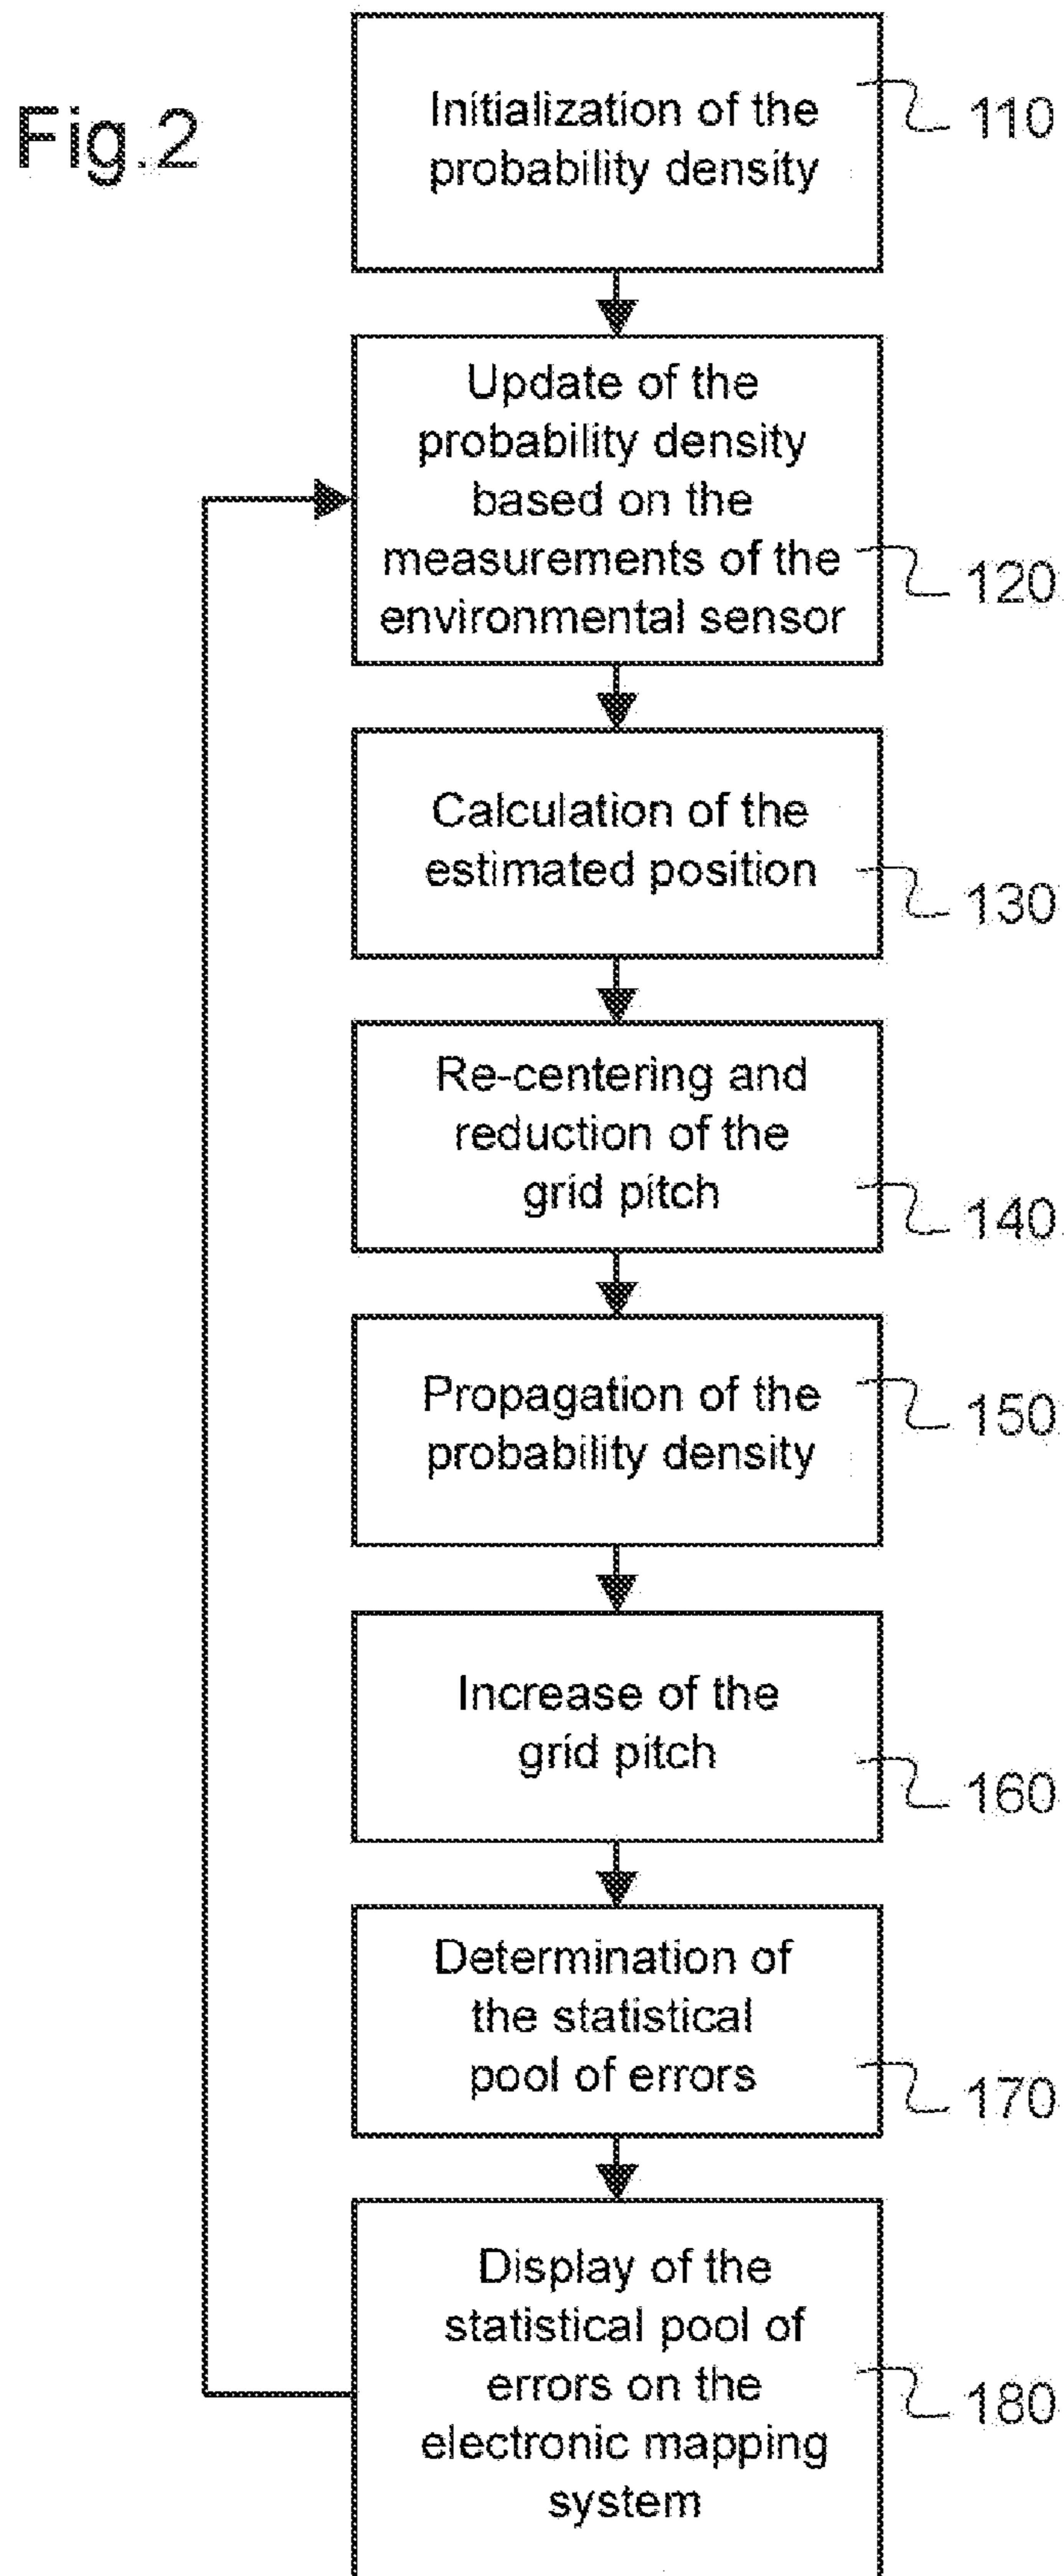 Fig.2
Initialization of the
probability density
110
Update of the
probability density
based on the
measurements of the
environmental sensor
120
Calculation of the
estimated position
130
Re-centering and
reduction of the
grid pitch
140
Propagation of the
probability density
150
Increase of the
grid pitch
160
Determination of
the statistical
pool of errors
170
Display of the
statistical pool of
errors on the
electronic mapping
system
180